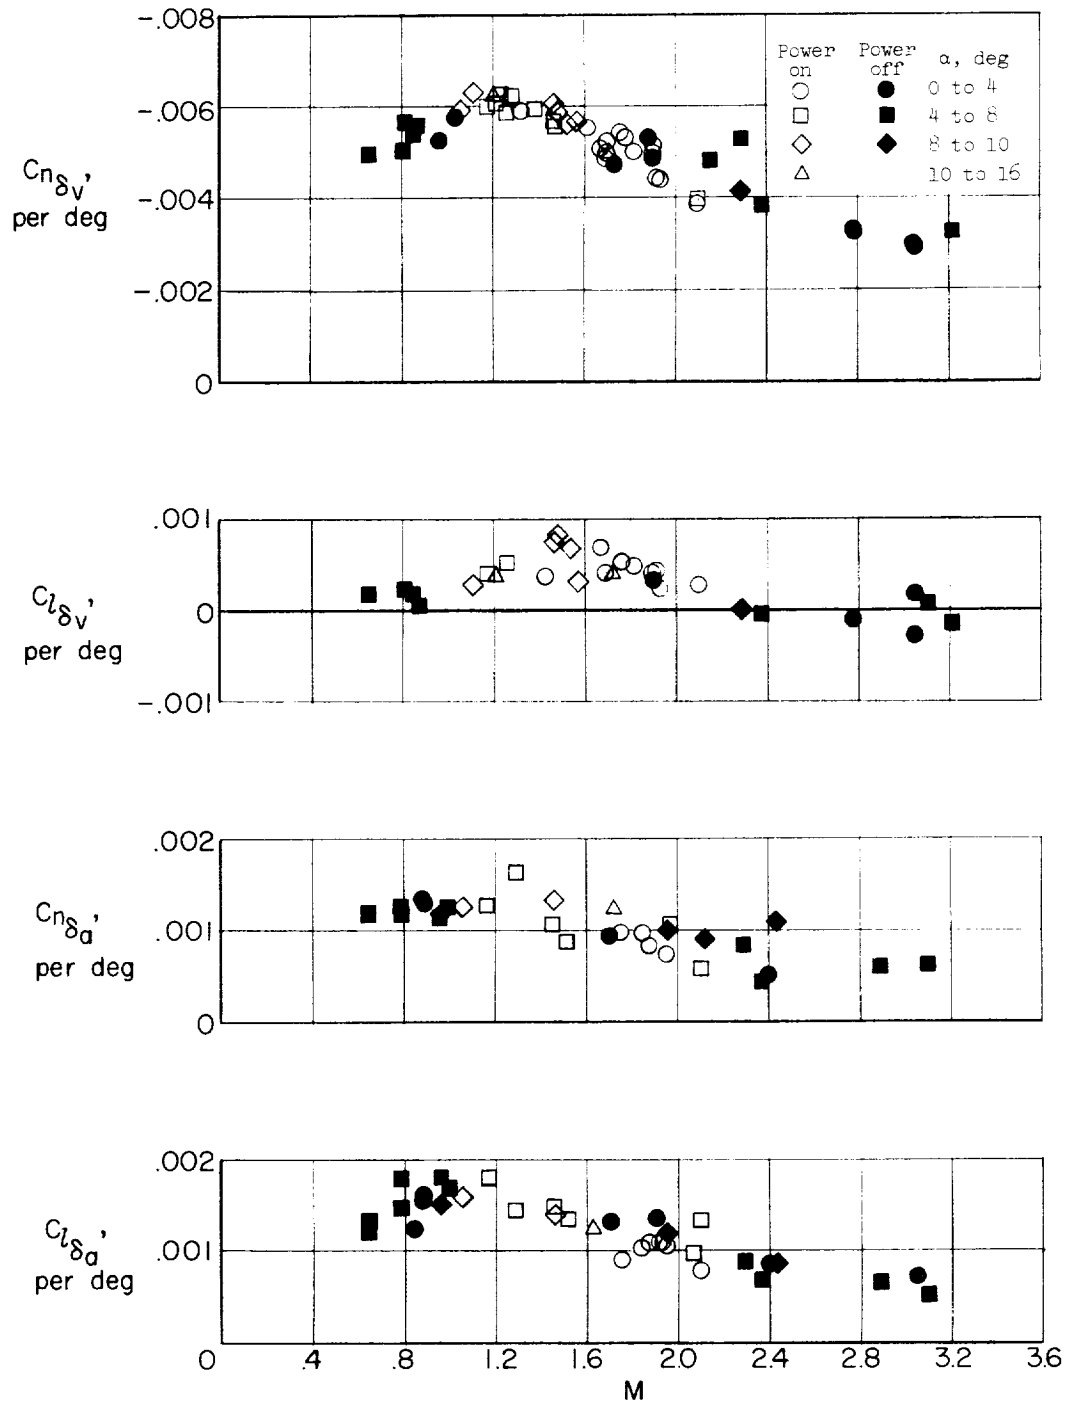 -.008
Power on
Power off
α, deg
0 to 4
4 to 8
8 to 10
10 to 16
-.006
Cnδv,
per deg
-.004
-.002
0
.001
Clδv,
per deg
0
-.001
.002
Cnδa,
per deg
.001
0
.002
Clδa,
per deg
.001
0 .4 .8 1.2 1.6 2.0 2.4 2.8 3.2 3.6
M